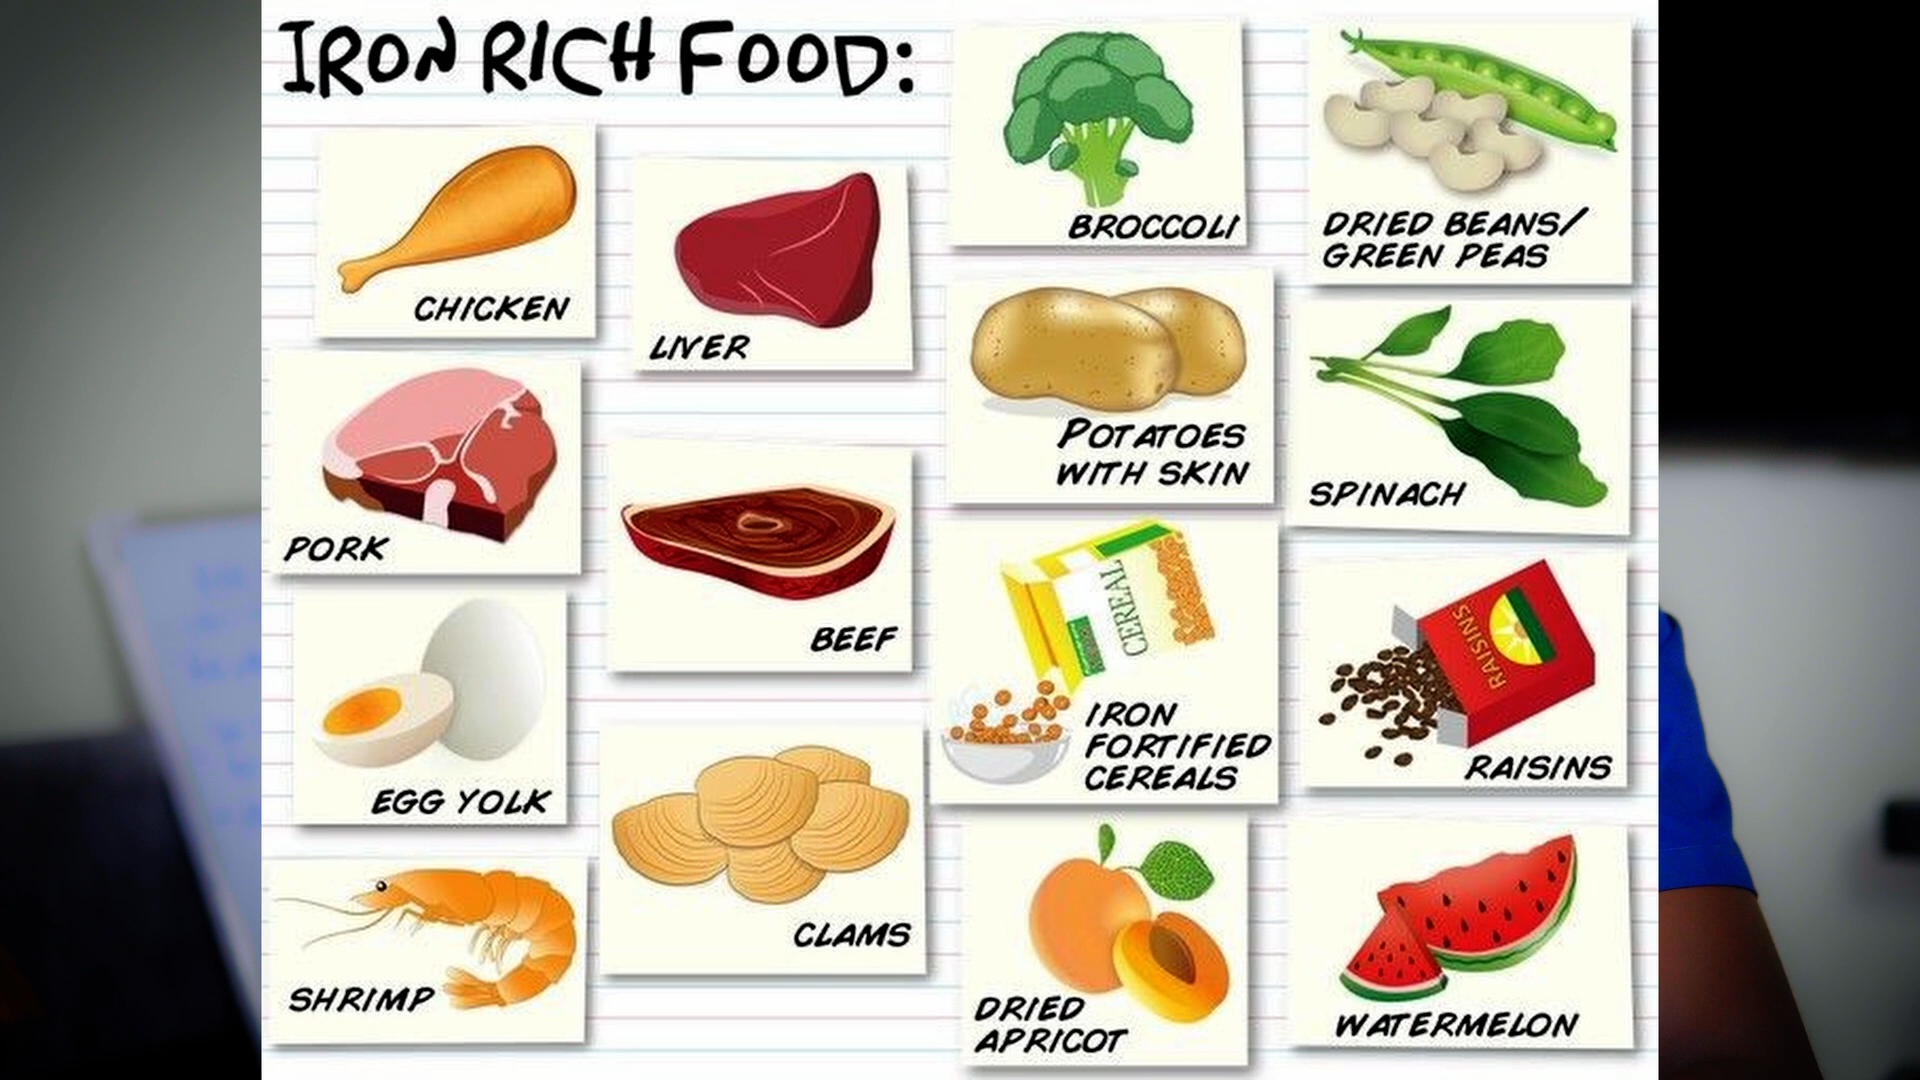 IRON RICH FOOD:
CHICKEN
LIVER
BROCCOLI
DRIED BEANS/
GREEN PEAS
PORK
BEEF
POTATOES
WITH SKIN
SPINACH
EGG YOLK
CLAMS
CEREAL
IRON
FORTIFIED
CEREALS
RAISINS
RAISINS
SHRIMP
DRIED
APRICOT
WATERMELON